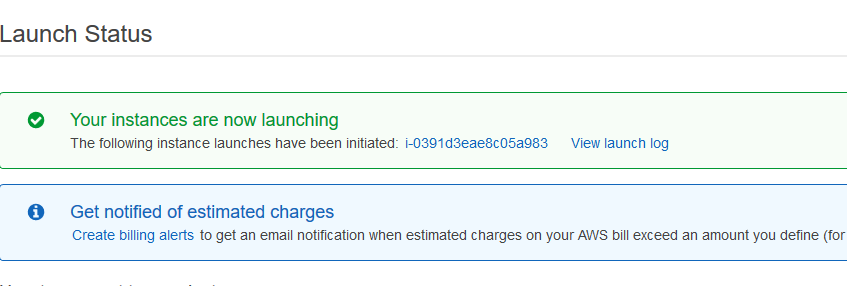 Launch Status
Your instances are now launching
The following instance launches have been initiated: i-0391d3eae8c05a983 View launch log
Get notified of estimated charges
Create billing alerts to get an email notification when estimated charges on your AWS bill exceed an amount you define (for